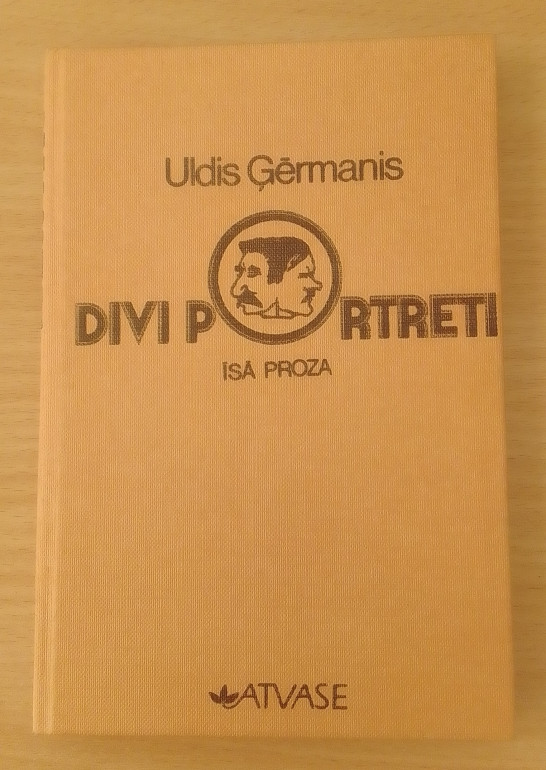 Uldis Ģērmanis
DIVI PORTRETI
ĪSĀ PROZA
ATVASE